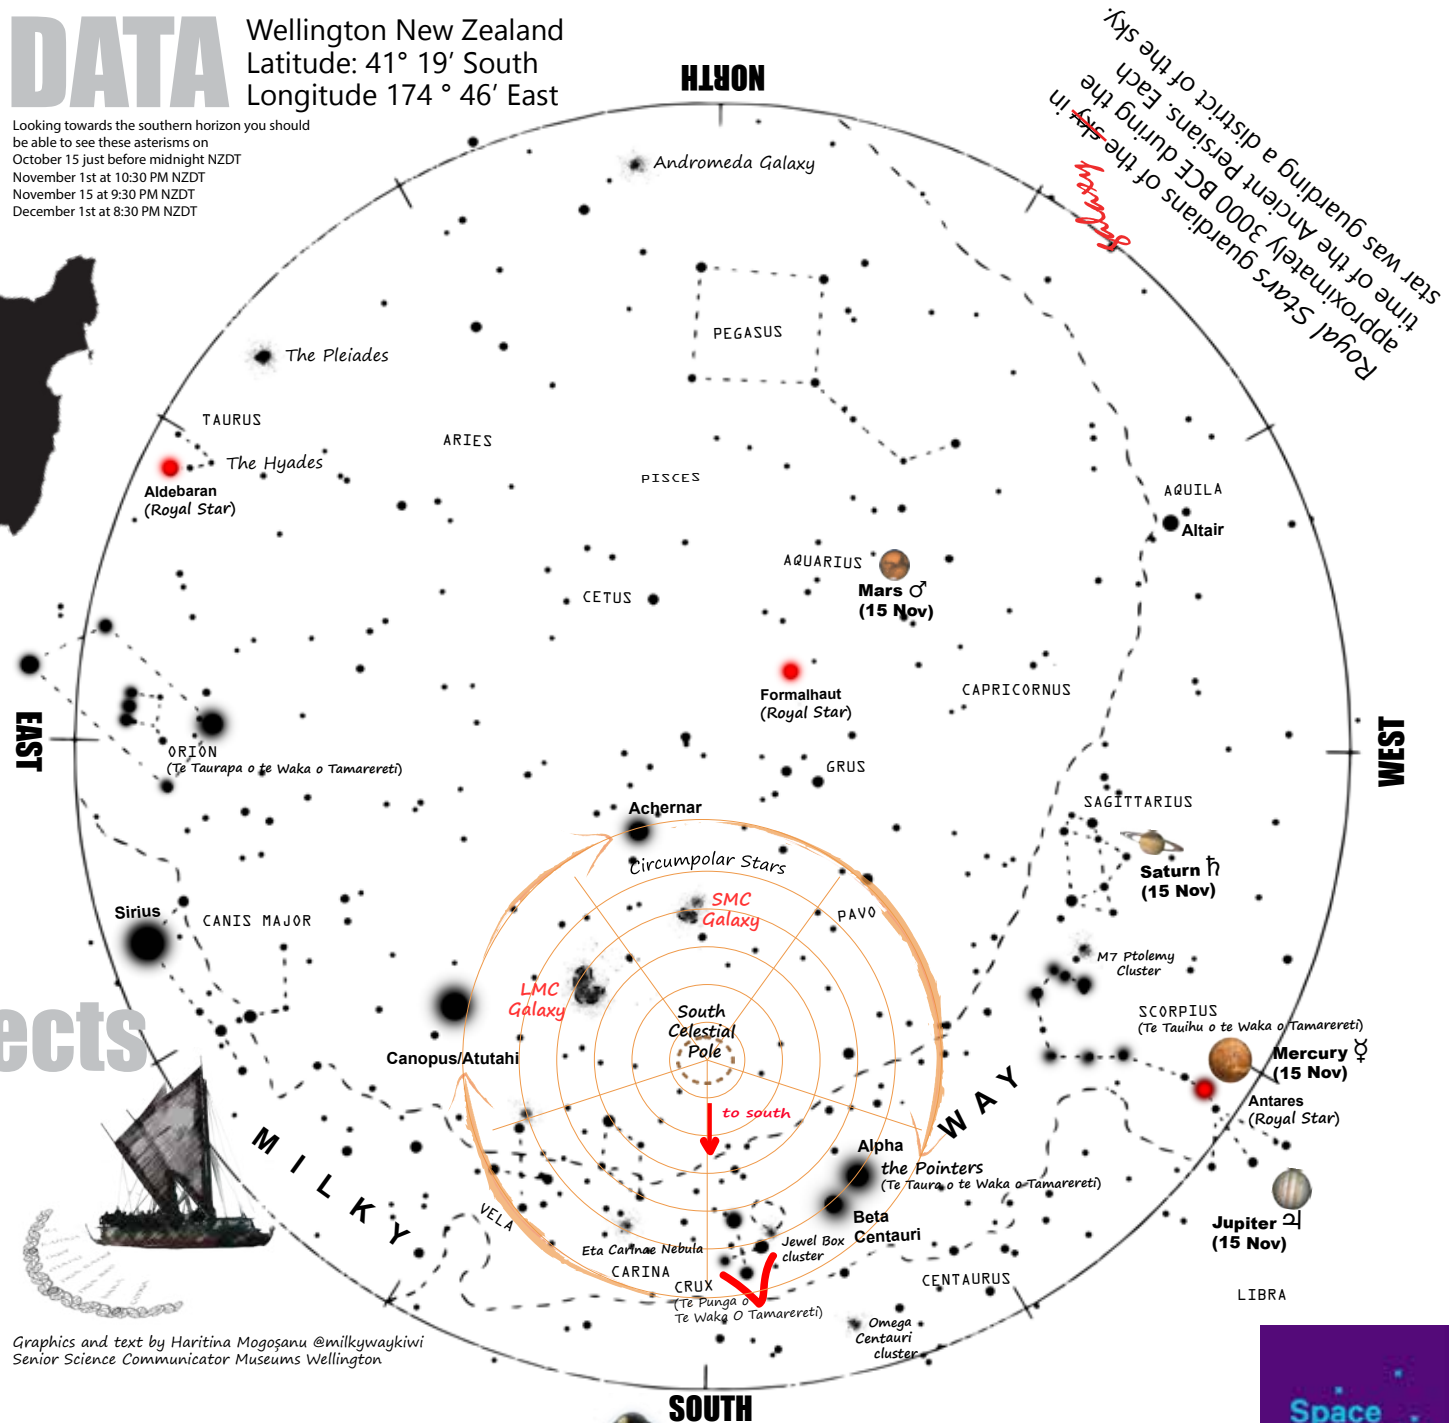 DATA
Wellington New Zealand
Latitude: 41° 19′ South
Longitude 174 ° 46′ East
Looking towards the southern horizon you should
be able to see these asterisms on
October 15 just before midnight NZDT
November 1st at 10:30 PM NZDT
November 15 at 9:30 PM NZDT
December 1st at 8:30 PM NZDT
NORTH
Royal Stars guardians of the sky in
approximately 3000 BCE during the
time of the Ancient Persians. Each
star was guarding a district of the sky.
Andromeda Galaxy
PEGASUS
The Pleiades
TAURUS
ARIES
The Hyades
PISCES
Aldebaran
(Royal Star)
AQUILA
Altair
AQUARIUS
Mars ♂
(15 Nov)
CETUS
Formalhaut
(Royal Star)
CAPRICORNUS
EAST
WEST
ORION
(Te Taurapa o te Waka o Tamarereti)
GRUS
SAGITTARIUS
Achernar
Circumpolar Stars
Saturn ♄
(15 Nov)
SMC
Galaxy
PAVO
Sirius
CANIS MAJOR
M7 Ptolemy
Cluster
LMC
Galaxy
South
Celestial
Pole
SCORPIUS
(Te Tauihu o te Waka o Tamarereti)
ects
Canopus/Atutahi
Mercury ☿
(15 Nov)
Antares
(Royal Star)
to south
MILKY
WAY
Alpha
the Pointers
(Te Taura o te Waka o Tamarereti)
Beta
Centauri
VELA
Eta Carinae Nebula
Jewel Box
cluster
Jupiter ♃
(15 Nov)
CARINA
CRUX
(Te Punga o
Te Waka O Tamarereti)
CENTAURUS
LIBRA
Omega
Centauri
cluster
Graphics and text by Haritina Mogoșanu @milkywaykiwi
Senior Science Communicator Museums Wellington
SOUTH
Space